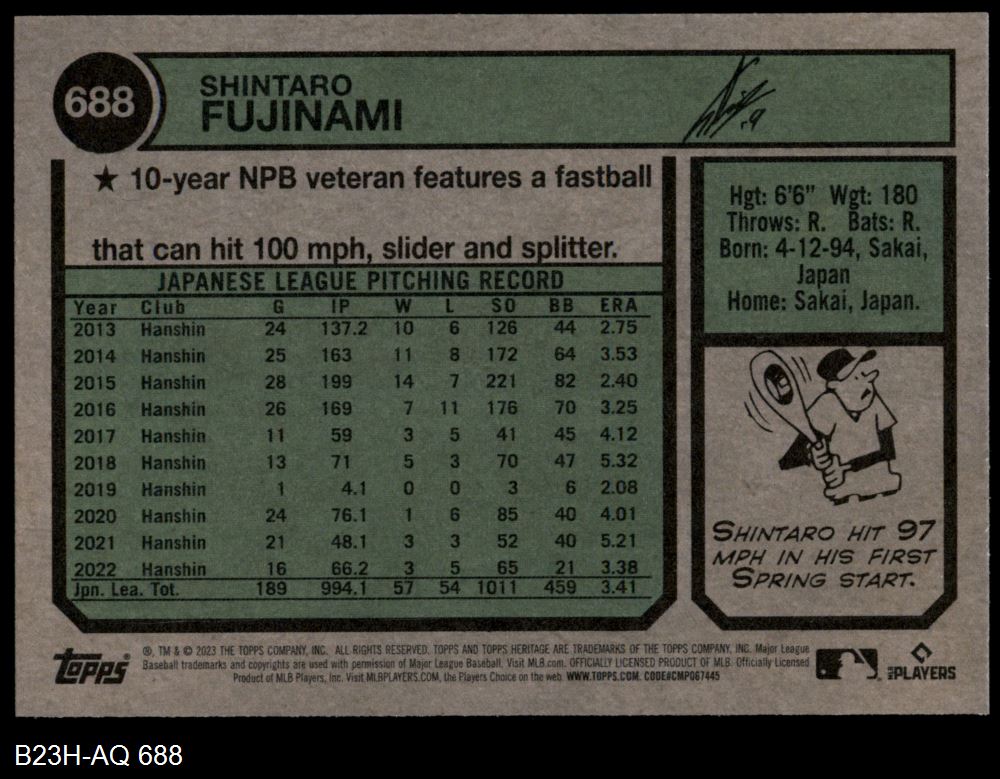 688
SHINTARO
FUJINAMI
★ 10-year NPB veteran features a fastball
that can hit 100 mph, slider and splitter.
JAPANESE LEAGUE PITCHING RECORD
Year Club G IP W L SO BB ERA
2013 Hanshin 24 137.2 10 6 126 44 2.75
2014 Hanshin 25 163 11 8 172 64 3.53
2015 Hanshin 28 199 14 7 221 82 2.40
2016 Hanshin 26 169 7 11 176 70 3.25
2017 Hanshin 11 59 3 5 41 45 4.12
2018 Hanshin 13 71 5 3 70 47 5.32
2019 Hanshin 1 4.1 0 0 3 6 2.08
2020 Hanshin 24 76.1 1 6 85 40 4.01
2021 Hanshin 21 48.1 3 3 52 40 5.21
2022 Hanshin 16 66.2 3 5 65 21 3.38
Jpn. Lea. Tot. 189 994.1 57 54 1011 459 3.41
Hgt: 6'6" Wgt: 180
Throws: R. Bats: R.
Born: 4-12-94, Sakai,
Japan
Home: Sakai, Japan.
SHINTARO HIT 97
MPH IN HIS FIRST
SPRING START.
topps
®, TM & © 2023 THE TOPPS COMPANY, INC. ALL RIGHTS RESERVED. TOPPS AND TOPPS HERITAGE ARE TRADEMARKS OF THE TOPPS COMPANY, INC. Major League
Baseball trademarks and copyrights are used with permission of Major League Baseball. Visit MLB.com. OFFICIALLY LICENSED PRODUCT OF MLB. Officially Licensed
Product of MLB Players, Inc. Visit MLBPLAYERS.COM, the Players Choice on the web. WWW.TOPPS.COM. CODE#CMP067445
MLB PLAYERS
B23H-AQ 688